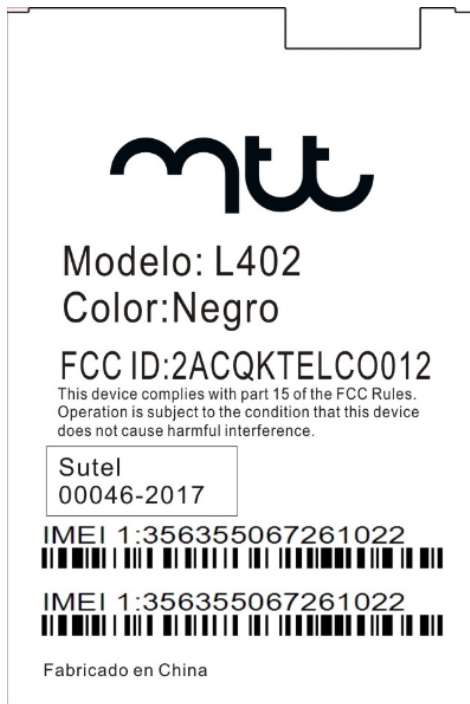 mtt
Modelo: L402
Color:Negro
FCC ID:2ACQKTELCO012
This device complies with part 15 of the FCC Rules.
Operation is subject to the condition that this device
does not cause harmful interference.
Sutel
00046-2017
IMEI 1:356355067261022
IMEI 1:356355067261022
Fabricado en China